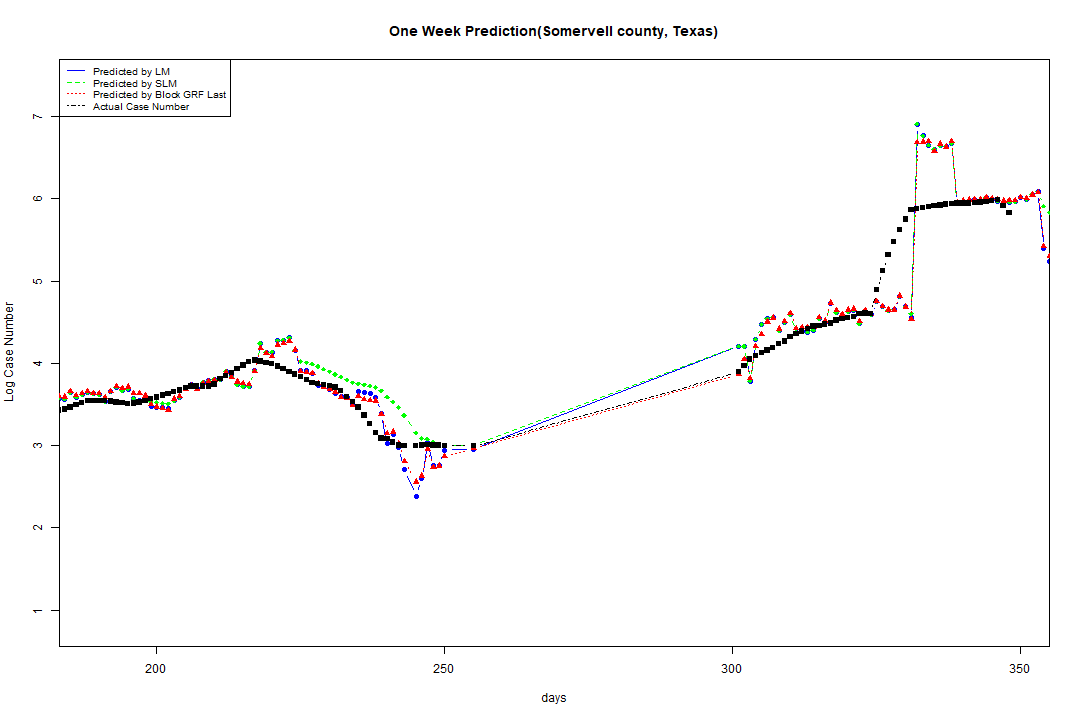 One Week Prediction(Somervell county, Texas)
Predicted by LM
Predicted by SLM
Predicted by Block GRF Last
Actual Case Number
7
6
5
4
3
2
1
Log Case Number
200
250
300
350
days